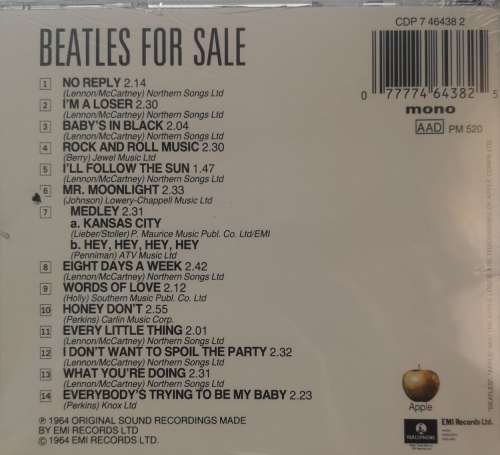 BEATLES FOR SALE
CDP 7 46438 2
0 77774 64382 5
mono
AAD PM 520
1 NO REPLY 2.14
(Lennon/McCartney) Northern Songs Ltd
2 I'M A LOSER 2.30
(Lennon/McCartney) Northern Songs Ltd
3 BABY'S IN BLACK 2.04
(Lennon/McCartney) Northern Songs Ltd
4 ROCK AND ROLL MUSIC 2.30
(Berry) Jewel Music Ltd
5 I'LL FOLLOW THE SUN 1.47
(Lennon/McCartney) Northern Songs Ltd
6 MR. MOONLIGHT 2.33
(Johnson) Lowery-Chappell Music Ltd
7 MEDLEY 2.31
a. KANSAS CITY
(Lieber/Stoller) P. Maurice Music Publ. Co. Ltd/EMI
b. HEY, HEY, HEY, HEY
(Penniman) ATV Music Ltd
8 EIGHT DAYS A WEEK 2.42
(Lennon/McCartney) Northern Songs Ltd
9 WORDS OF LOVE 2.12
(Holly) Southern Music Publ. Co. Ltd
10 HONEY DON'T 2.55
(Perkins) Carlin Music Corp.
11 EVERY LITTLE THING 2.01
(Lennon/McCartney) Northern Songs Ltd
12 I DON'T WANT TO SPOIL THE PARTY 2.32
(Lennon/McCartney) Northern Songs Ltd
13 WHAT YOU'RE DOING 2.31
(Lennon/McCartney) Northern Songs Ltd
14 EVERYBODY'S TRYING TO BE MY BABY 2.23
(Perkins) Knox Ltd
℗ 1964 ORIGINAL SOUND RECORDINGS MADE
BY EMI RECORDS LTD
© 1964 EMI RECORDS LTD.
Apple
PARLOPHONE
EMI Records Ltd.